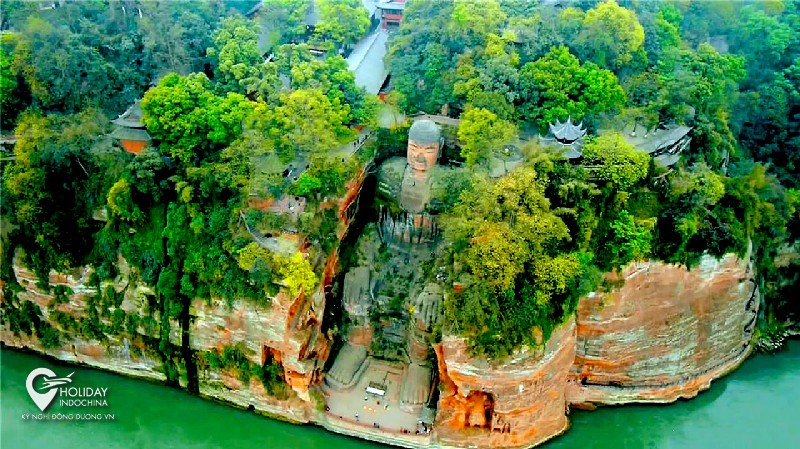 HOLIDAY
INDOCHINA
KỲ NGHỈ ĐÔNG DƯƠNG.VN